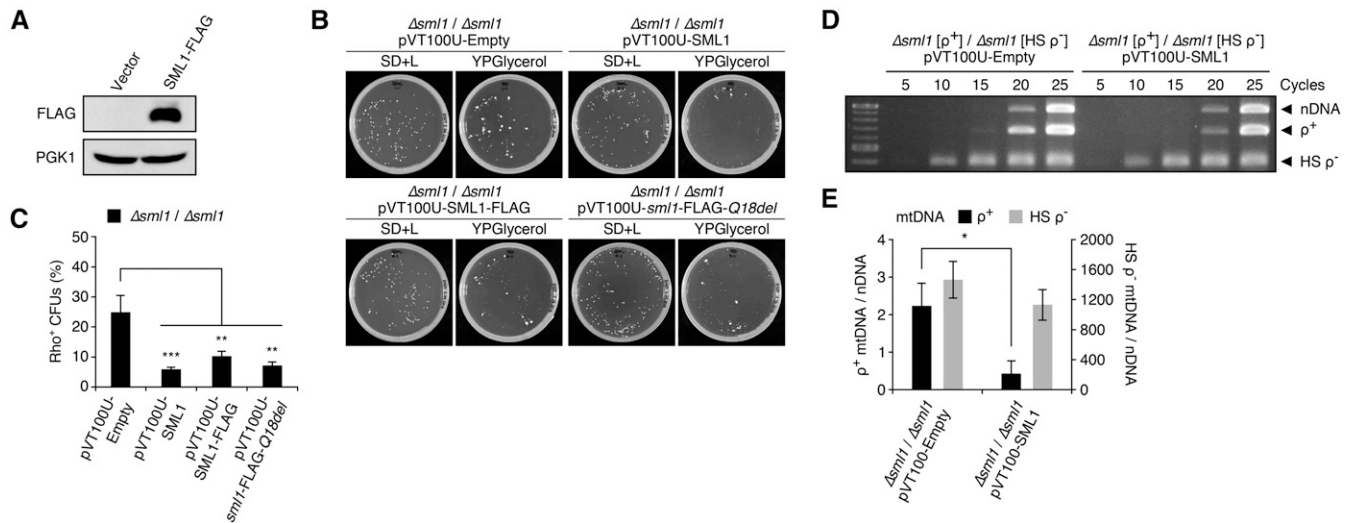 A
Vector
SML1-FLAG
FLAG
PGK1
B
Δsml1 / Δsml1
pVT100U-Empty
Δsml1 / Δsml1
pVT100U-SML1
SD+L
YPGlycerol
SD+L
YPGlycerol
Δsml1 / Δsml1
pVT100U-SML1-FLAG
Δsml1 / Δsml1
pVT100U-sml1-FLAG-Q18del
SD+L
YPGlycerol
SD+L
YPGlycerol
C
Δsml1 / Δsml1
Rho⁺ CFUs (%)
50
40
30
20
10
0
***
**
**
pVT100U-
Empty
pVT100U-
SML1
pVT100U-
SML1-FLAG
pVT100U-
sml1-FLAG-Q18del
D
Δsml1 [ρ⁺] / Δsml1 [HS ρ⁻]
pVT100U-Empty
Δsml1 [ρ⁺] / Δsml1 [HS ρ⁻]
pVT100U-SML1
5 10 15 20 25 5 10 15 20 25 Cycles
nDNA
ρ⁺
HS ρ⁻
E
mtDNA ρ⁺ HS ρ⁻
ρ⁺ mtDNA / nDNA
4
3
2
1
0
*
2000
1600
1200
800
400
0
HS ρ⁻ mtDNA / nDNA
Δsml1 / Δsml1
pVT100-Empty
Δsml1 / Δsml1
pVT100-SML1